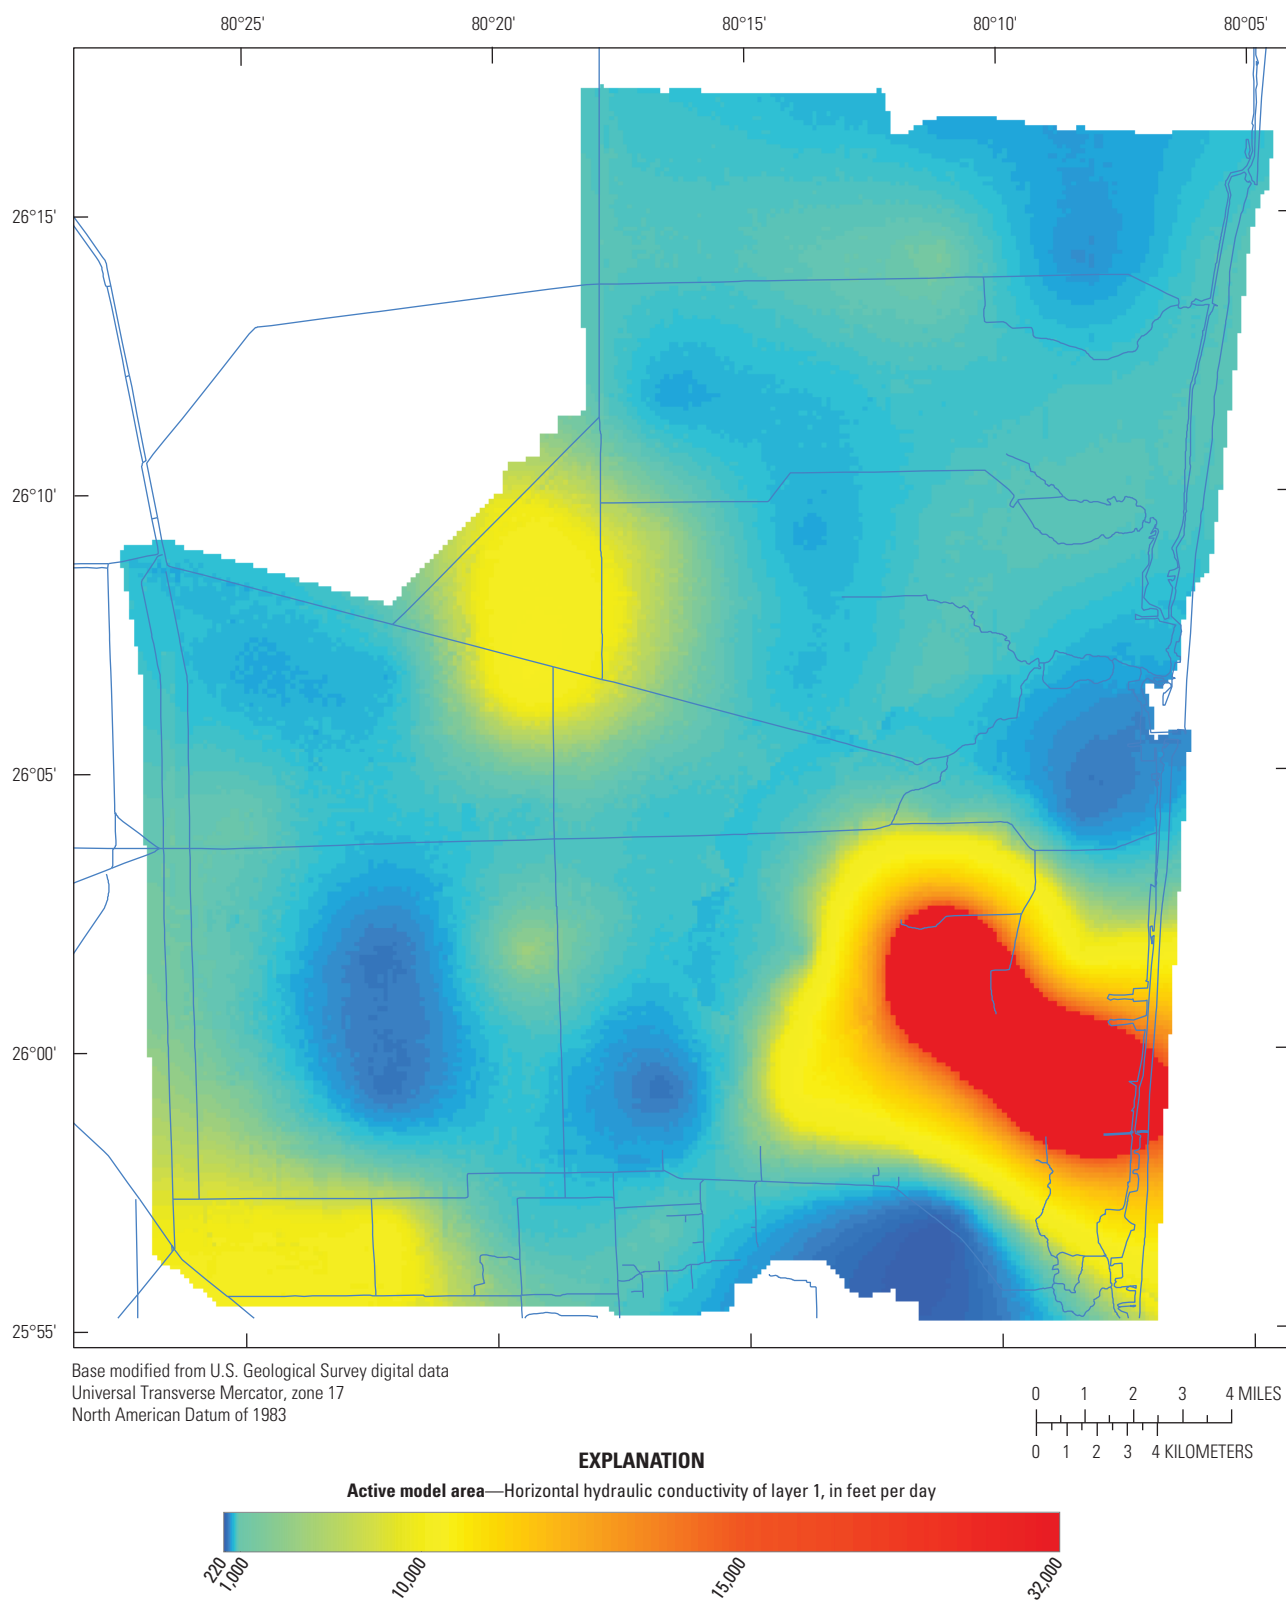 80°25' 80°20' 80°15' 80°10' 80°05'
26°15'
26°10'
26°05'
26°00'
25°55'
Base modified from U.S. Geological Survey digital data
Universal Transverse Mercator, zone 17
North American Datum of 1983
0 1 2 3 4 MILES
0 1 2 3 4 KILOMETERS
EXPLANATION
Active model area—Horizontal hydraulic conductivity of layer 1, in feet per day
220 1,000 10,000 15,000 32,000